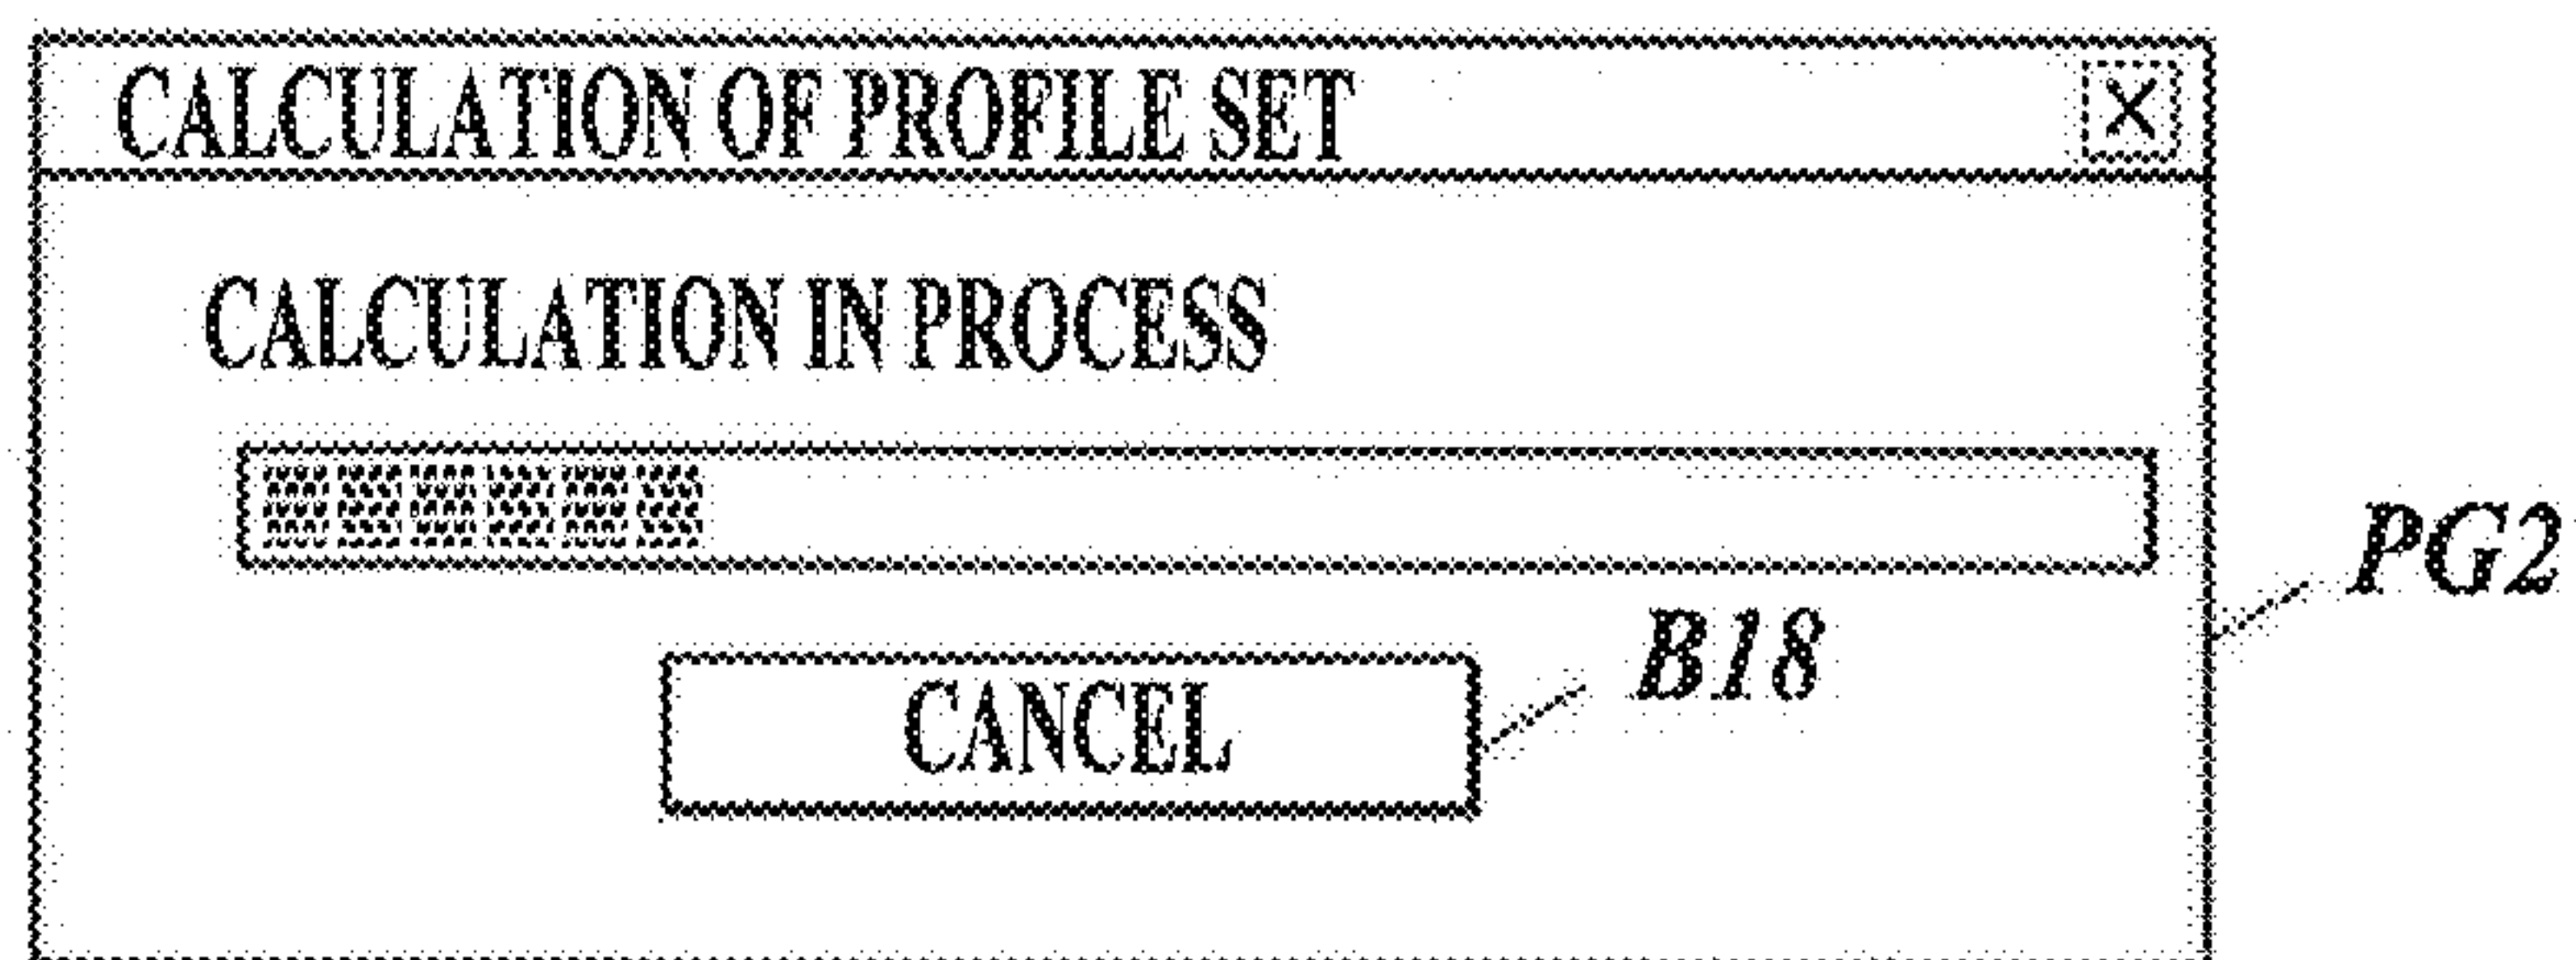 CALCULATION OF PROFILE SET X
CALCULATION IN PROCESS
PG2
B18
CANCEL